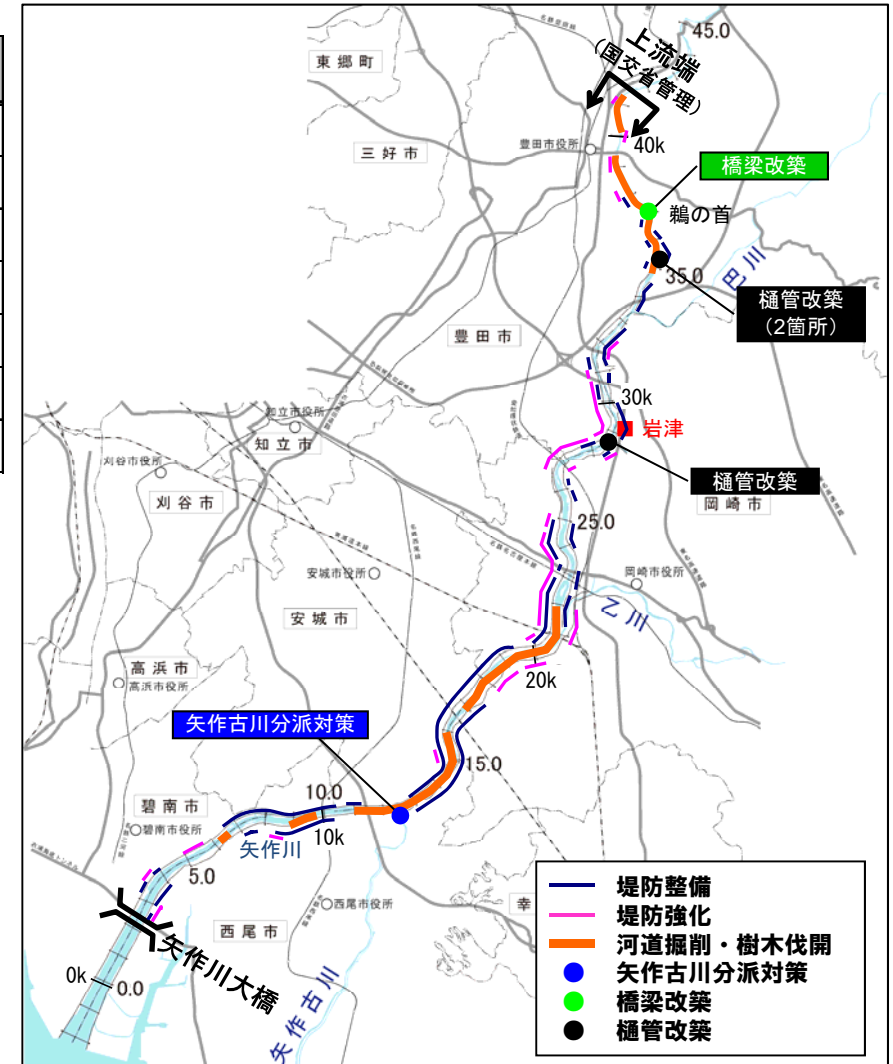 45.0
上流端
(国交省管理)
東郷町
三好市
豊田市役所
40k
橋梁改築
鵜の首
35.0
巴川
樋管改築
(2箇所)
豊田市
30k
岩津
知立市役所
知立市
刈谷市役所
刈谷市
樋管改築
岡崎市
25.0
安城市役所
岡崎市役所
乙川
安城市
20k
高浜市
高浜市役所
矢作古川分派対策
15.0
10.0
10k
碧南市
碧南市役所
矢作川
5.0
西尾市役所
西尾市
幸
矢作川大橋
0k
0.0
矢作古川
堤防整備
堤防強化
河道掘削・樹木伐開
矢作古川分派対策
橋梁改築
樋管改築